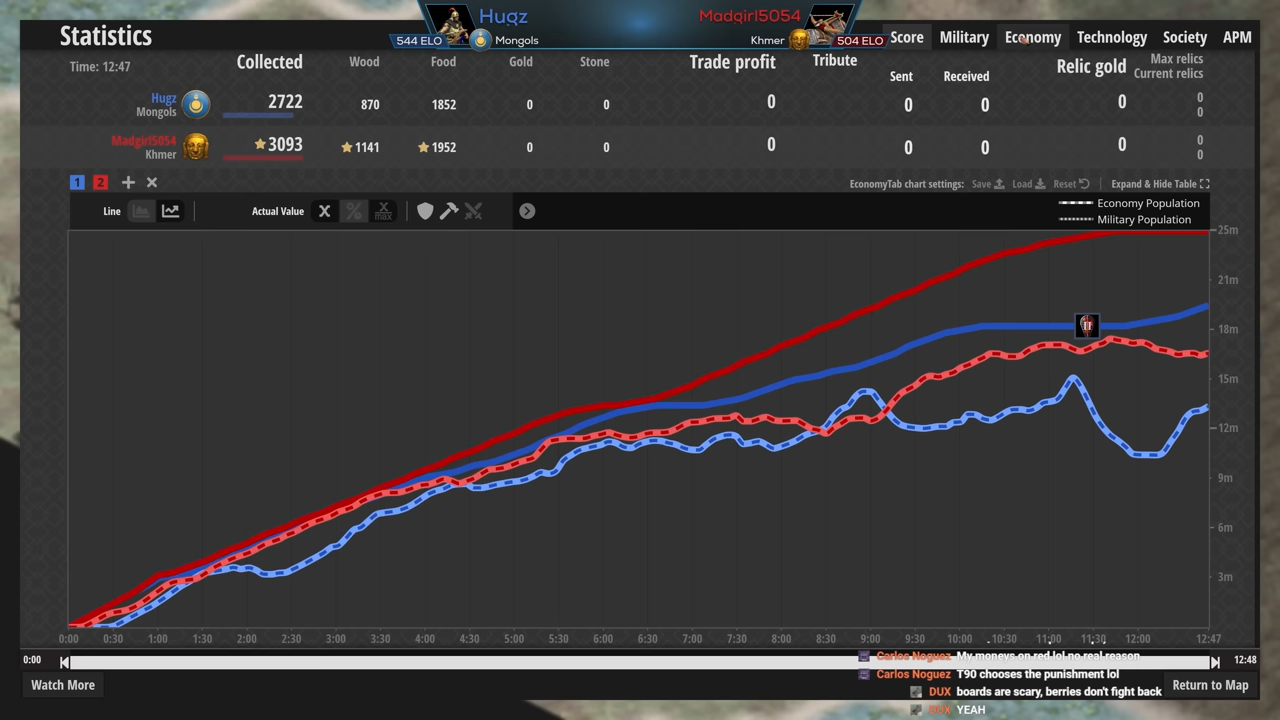 Hugz
Madgirl5054
544 ELO
Mongols
Khmer
504 ELO
Statistics
Score Military Economy Technology Society APM
Time: 12:47
Collected Wood Food Gold Stone Trade profit Tribute Sent Received Relic gold Max relics
Current relics
Hugz
Mongols
2722 870 1852 0 0 0 0 0 0 0
0
Madgirl5054
Khmer
3093 1141 1952 0 0 0 0 0 0 0
0
1 2
EconomyTab chart settings: Save Load Reset Expand & Hide Table
Line
Actual Value X % X max
Economy Population
Military Population
25m
21m
18m
II
15m
12m
9m
6m
3m
0:00 0:30 1:00 1:30 2:00 2:30 3:00 3:30 4:00 4:30 5:00 5:30 6:00 6:30 7:00 7:30 8:00 8:30 9:00 9:30 10:00 10:30 11:00 11:30 12:00 12:47
0:00
12:48
Carlos Noguez My moneys on red lol no real reason
Carlos Noguez T90 chooses the punishment lol
DUX boards are scary, berries don't fight back
DUX YEAH
Watch More
Return to Map